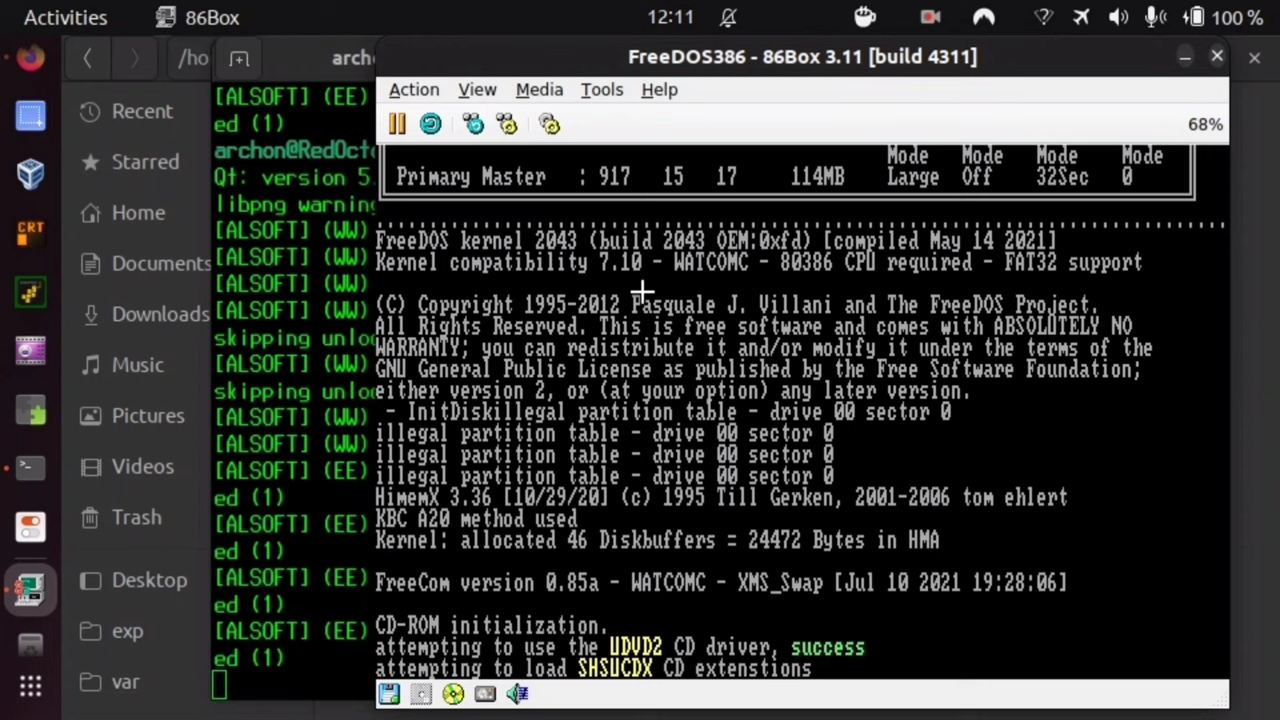 Activities
86Box
12:11
100 %
/ho
arch
Recent
Starred
Home
Documents
Downloads
Music
Pictures
Videos
Trash
Desktop
exp
var
CRT
[ALSOFT] (EE)
ed (1)
archon@RedOct
Qt: version 5.
libpng warning
[ALSOFT] (WW)
[ALSOFT] (WW)
[ALSOFT] (WW)
[ALSOFT] (WW)
skipping unlo
[ALSOFT] (WW)
skipping unlo
[ALSOFT] (WW)
[ALSOFT] (WW)
[ALSOFT] (EE)
ed (1)
[ALSOFT] (EE)
ed (1)
[ALSOFT] (EE)
ed (1)
[ALSOFT] (EE)
ed (1)
FreeDOS386 - 86Box 3.11 [build 4311]
Action View Media Tools Help
68%
Mode Mode Mode Mode
Primary Master : 917 15 17 114MB Large Off 32Sec 0
FreeDOS kernel 2043 (build 2043 OEM:0xfd) [compiled May 14 2021]
Kernel compatibility 7.10 - WATCOMC - 80386 CPU required - FAT32 support
(C) Copyright 1995-2012 Pasquale J. Villani and The FreeDOS Project.
All Rights Reserved. This is free software and comes with ABSOLUTELY NO
WARRANTY; you can redistribute it and/or modify it under the terms of the
GNU General Public License as published by the Free Software Foundation;
either version 2, or (at your option) any later version.
- InitDiskillegal partition table - drive 00 sector 0
illegal partition table - drive 00 sector 0
illegal partition table - drive 00 sector 0
illegal partition table - drive 00 sector 0
HimemX 3.36 [10/29/20] (c) 1995 Till Gerken, 2001-2006 tom ehlert
KBC A20 method used
Kernel: allocated 46 Diskbuffers = 24472 Bytes in HMA
FreeCom version 0.85a - WATCOMC - XMS_Swap [Jul 10 2021 19:28:06]
CD-ROM initialization.
attempting to use the UDVD2 CD driver, success
attempting to load SHSUCDX CD extenstions